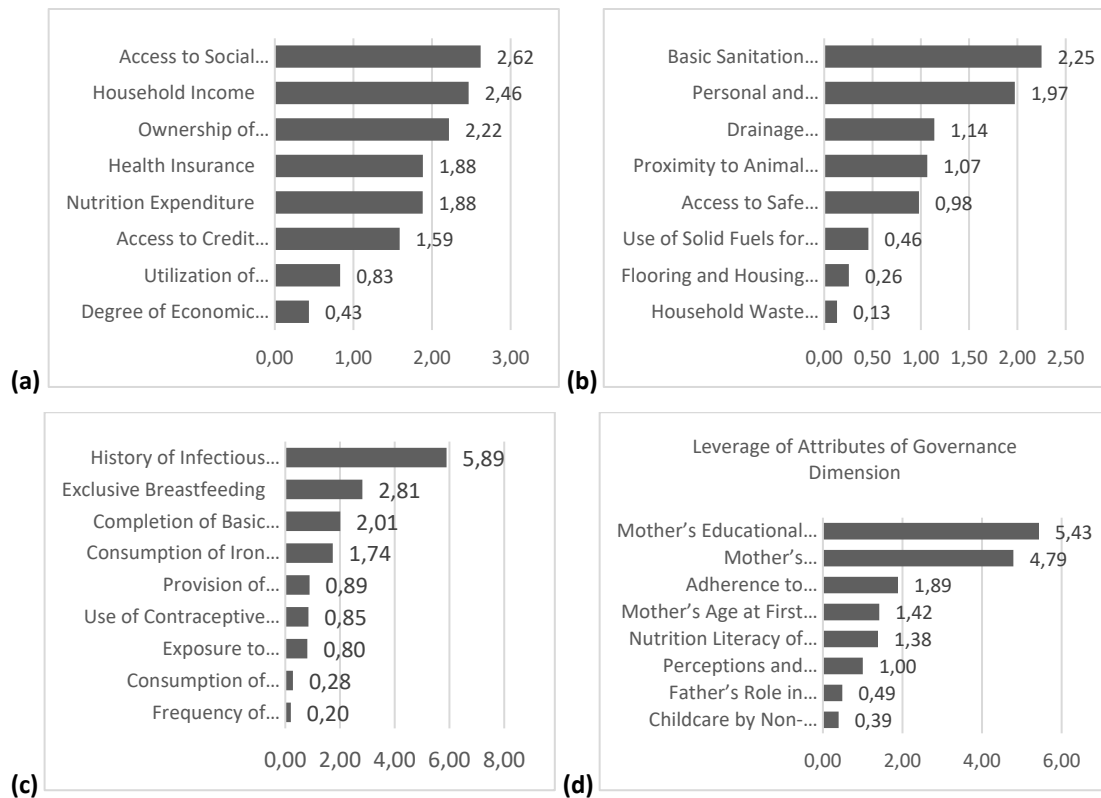 Access to Social... 2,62
Household Income 2,46
Ownership of... 2,22
Health Insurance 1,88
Nutrition Expenditure 1,88
Access to Credit... 1,59
Utilization of... 0,83
Degree of Economic... 0,43
0,00 1,00 2,00 3,00
(a)
Basic Sanitation... 2,25
Personal and... 1,97
Drainage... 1,14
Proximity to Animal... 1,07
Access to Safe... 0,98
Use of Solid Fuels for... 0,46
Flooring and Housing... 0,26
Household Waste... 0,13
0,00 0,50 1,00 1,50 2,00 2,50
(b)
History of Infectious... 5,89
Exclusive Breastfeeding 2,81
Completion of Basic... 2,01
Consumption of Iron... 1,74
Provision of... 0,89
Use of Contraceptive... 0,85
Exposure to... 0,80
Consumption of... 0,28
Frequency of... 0,20
0,00 2,00 4,00 6,00 8,00
(c)
Leverage of Attributes of Governance
Dimension
Mother’s Educational... 5,43
Mother’s... 4,79
Adherence to... 1,89
Mother’s Age at First... 1,42
Nutrition Literacy of... 1,38
Perceptions and... 1,00
Father’s Role in... 0,49
Childcare by Non-... 0,39
0,00 2,00 4,00 6,00
(d)